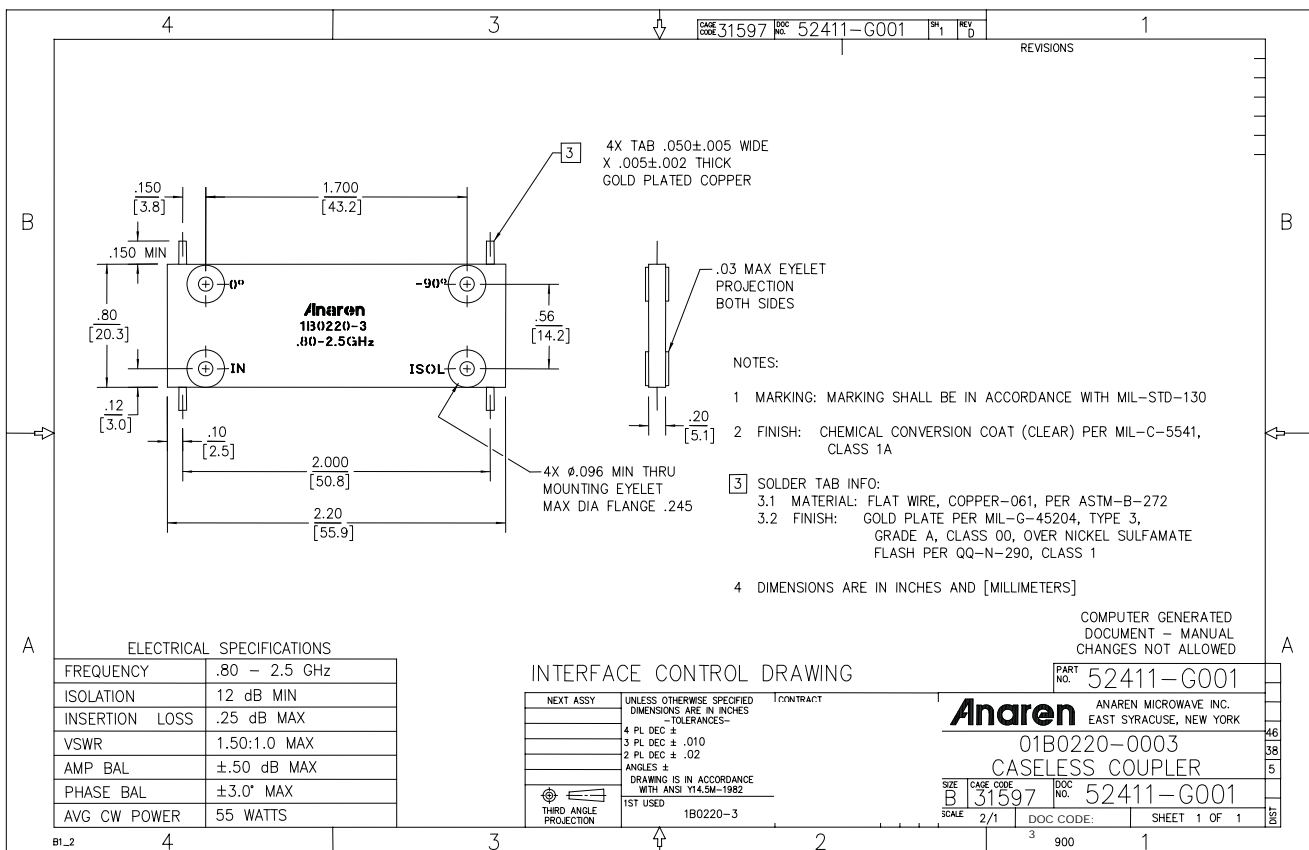 4 3 1
CAGE CODE 31597 DOC NO. 52411-G001 SH 1 REV D
REVISIONS
B
B
3 4X TAB .050±.005 WIDE
X .005±.002 THICK
GOLD PLATED COPPER
.150
[3.8]
1.700
[43.2]
.150 MIN
.80
[20.3]
0° -90°
Anaren
1B0220-3
.80-2.5GHz
IN ISOL
.56
[14.2]
.12
[3.0]
.10
[2.5]
2.000
[50.8]
2.20
[55.9]
4X ø.096 MIN THRU
MOUNTING EYELET
MAX DIA FLANGE .245
.03 MAX EYELET
PROJECTION
BOTH SIDES
.20
[5.1]
NOTES:
1 MARKING: MARKING SHALL BE IN ACCORDANCE WITH MIL-STD-130
2 FINISH: CHEMICAL CONVERSION COAT (CLEAR) PER MIL-C-5541,
CLASS 1A
3 SOLDER TAB INFO:
3.1 MATERIAL: FLAT WIRE, COPPER-061, PER ASTM-B-272
3.2 FINISH: GOLD PLATE PER MIL-G-45204, TYPE 3,
GRADE A, CLASS 00, OVER NICKEL SULFAMATE
FLASH PER QQ-N-290, CLASS 1
4 DIMENSIONS ARE IN INCHES AND [MILLIMETERS]
COMPUTER GENERATED
DOCUMENT - MANUAL
CHANGES NOT ALLOWED
A
A
ELECTRICAL SPECIFICATIONS
FREQUENCY .80 - 2.5 GHz
ISOLATION 12 dB MIN
INSERTION LOSS .25 dB MAX
VSWR 1.50:1.0 MAX
AMP BAL ±.50 dB MAX
PHASE BAL ±3.0° MAX
AVG CW POWER 55 WATTS
INTERFACE CONTROL DRAWING
NEXT ASSY
UNLESS OTHERWISE SPECIFIED
DIMENSIONS ARE IN INCHES
-TOLERANCES-
4 PL DEC ±
3 PL DEC ± .010
2 PL DEC ± .02
ANGLES ±
DRAWING IS IN ACCORDANCE
WITH ANSI Y14.5M-1982
1ST USED
1B0220-3
THIRD ANGLE
PROJECTION
CONTRACT
PART NO. 52411-G001
Anaren ANAREN MICROWAVE INC.
EAST SYRACUSE, NEW YORK
01B0220-0003
CASELESS COUPLER
SIZE B CAGE CODE 31597 DOC NO. 52411-G001
SCALE 2/1 DOC CODE: 3 SHEET 1 OF 1
46
38
5
DIST
B1_2 4 3 2 900 1